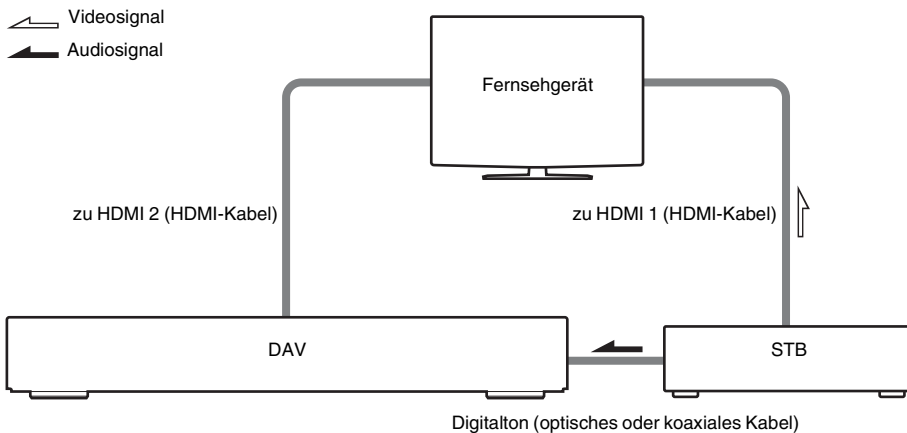 Videosignal
Audiosignal
Fernsehgerät
zu HDMI 2 (HDMI-Kabel)
zu HDMI 1 (HDMI-Kabel)
DAV
STB
Digitalton (optisches oder koaxiales Kabel)